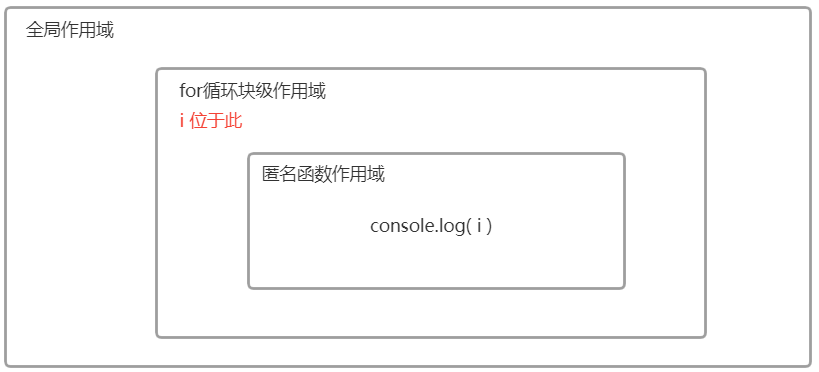 全局作用域
for循环块级作用域
i 位于此
匿名函数作用域
console.log( i )